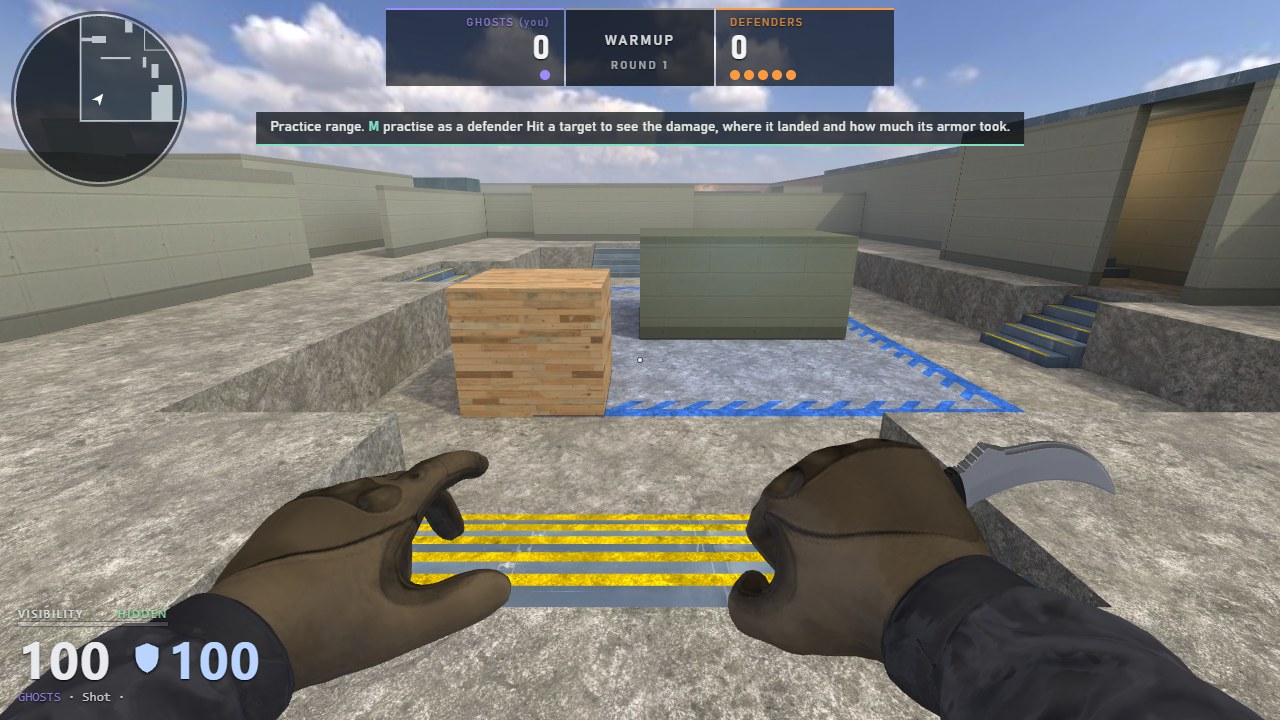 GHOSTS (you)
0
WARMUP
ROUND 1
DEFENDERS
0
Practice range. M practise as a defender Hit a target to see the damage, where it landed and how much its armor took.
VISIBILITY · HIDDEN
100 100
GHOSTS · Shot ·